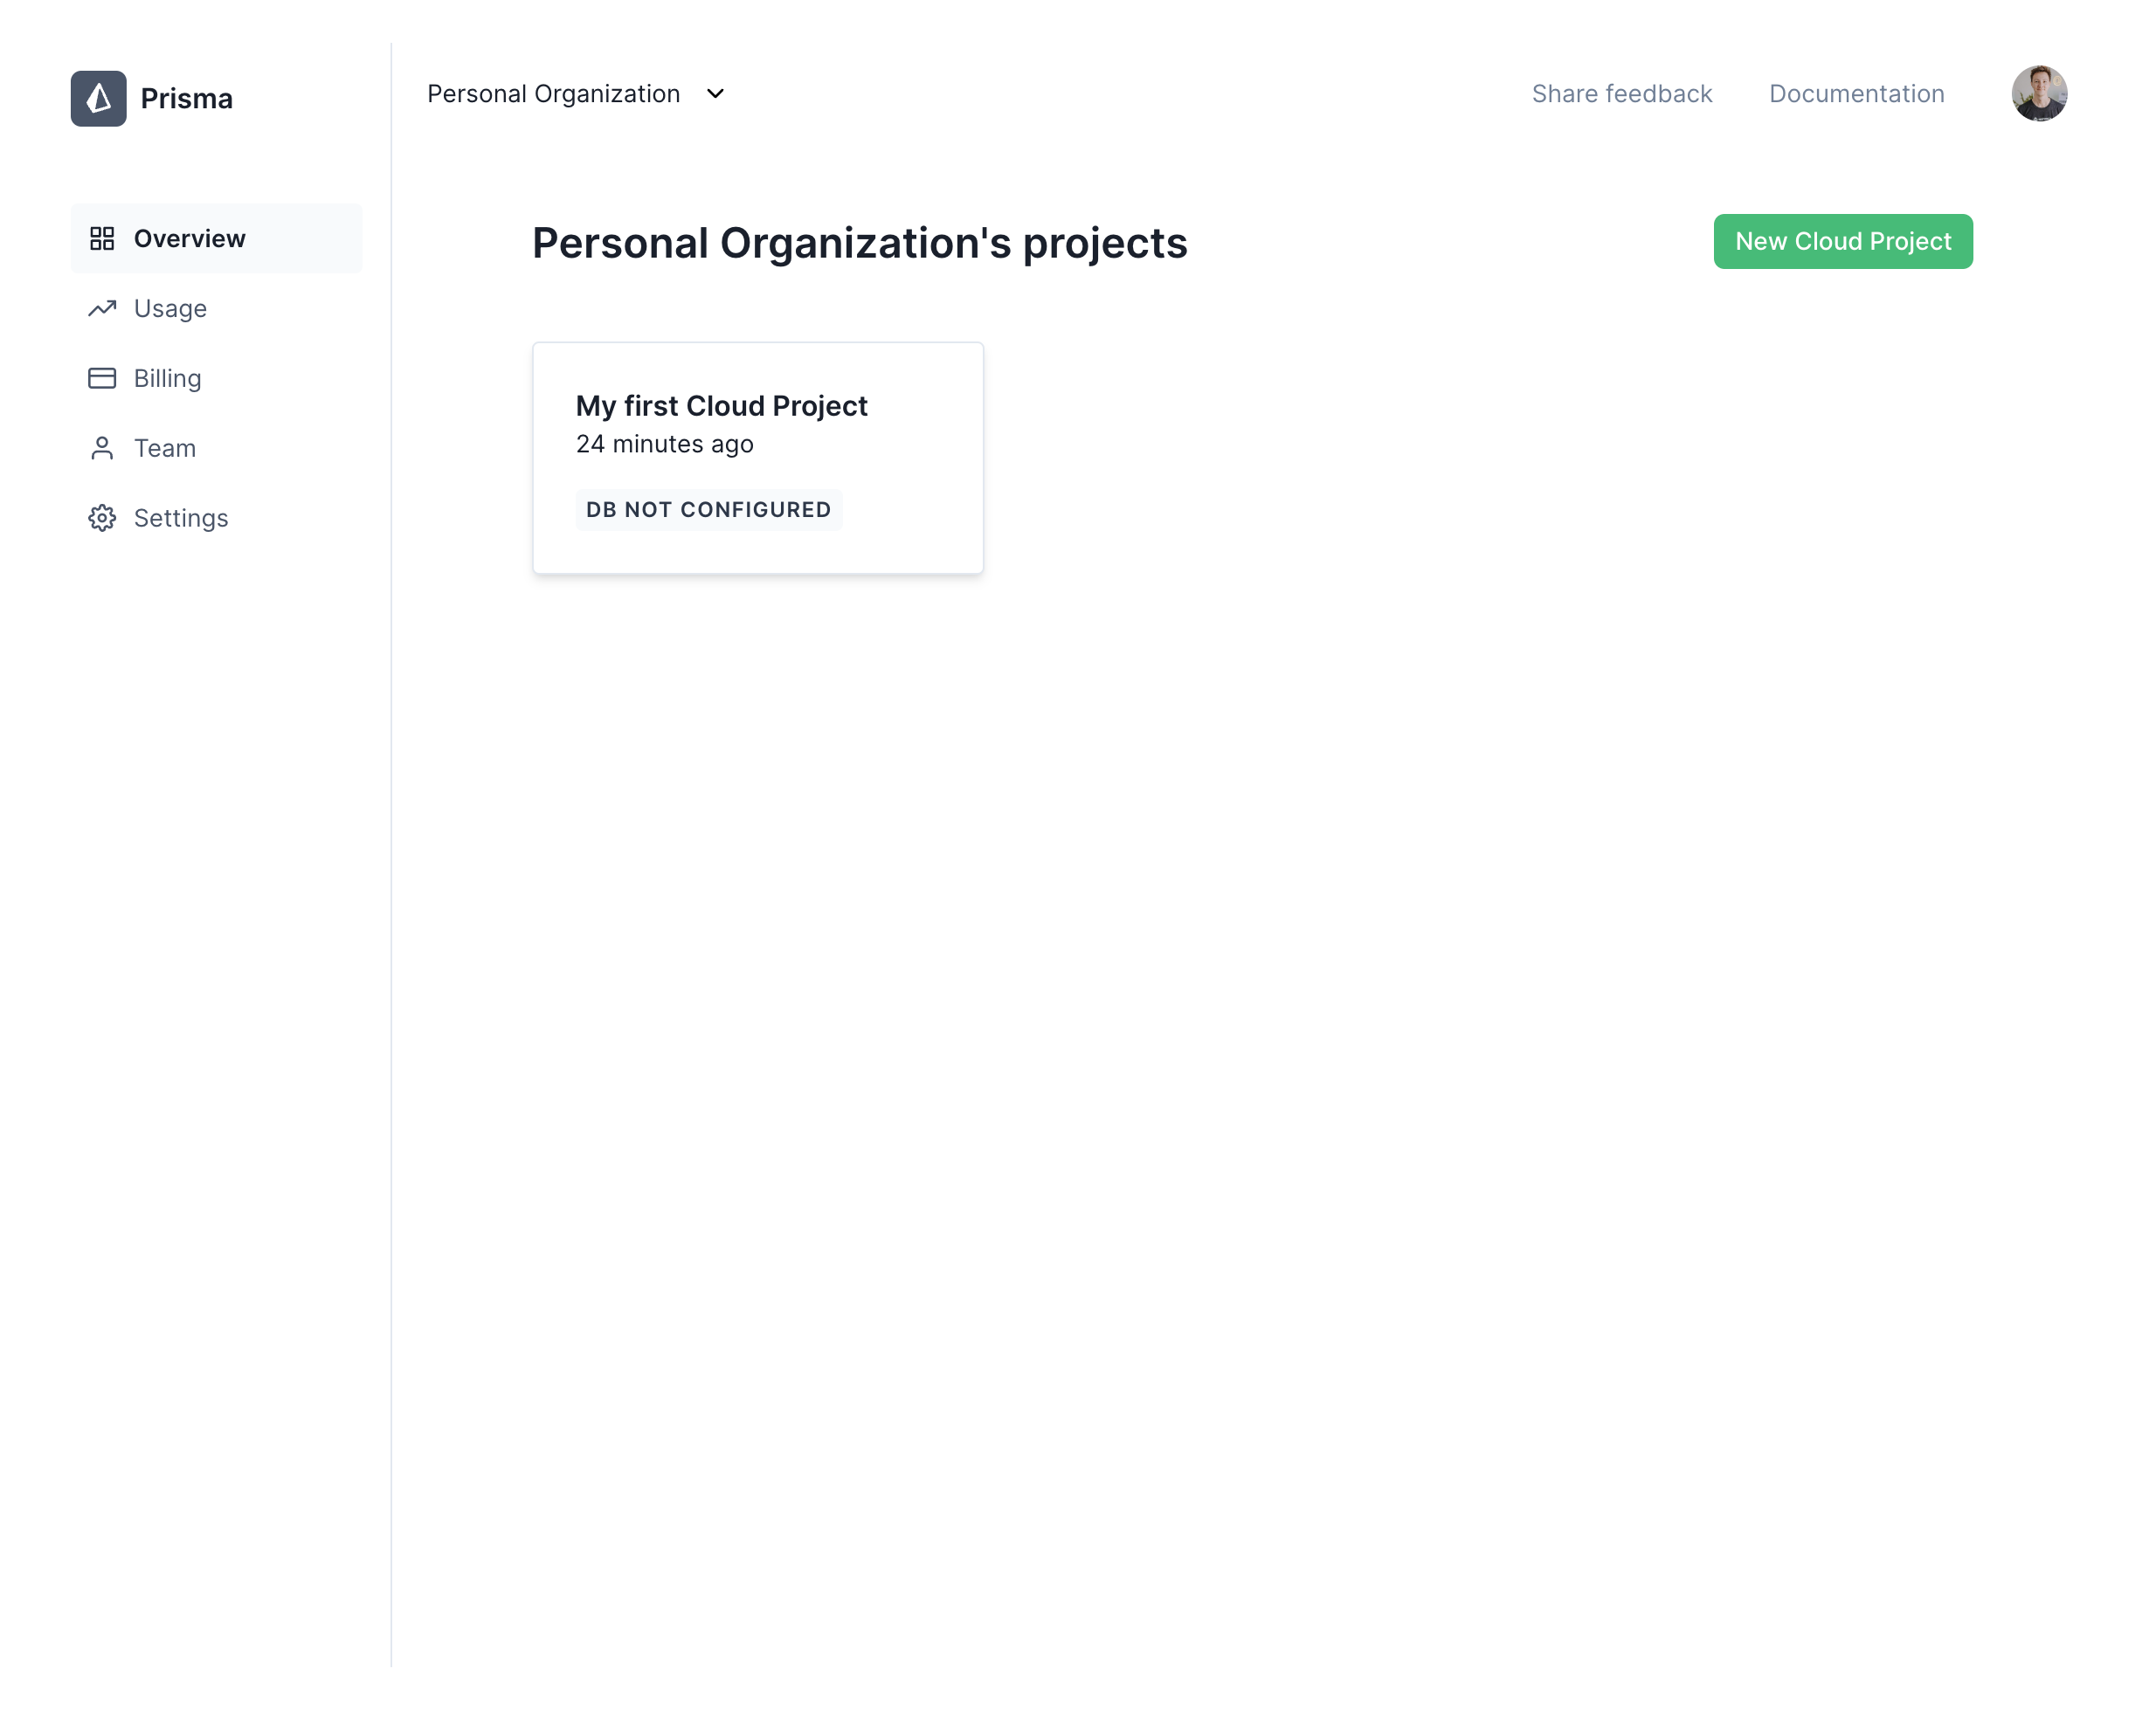 Prisma
Personal Organization
Share feedback
Documentation
Overview
Usage
Billing
Team
Settings
Personal Organization's projects
New Cloud Project
My first Cloud Project
24 minutes ago
DB NOT CONFIGURED